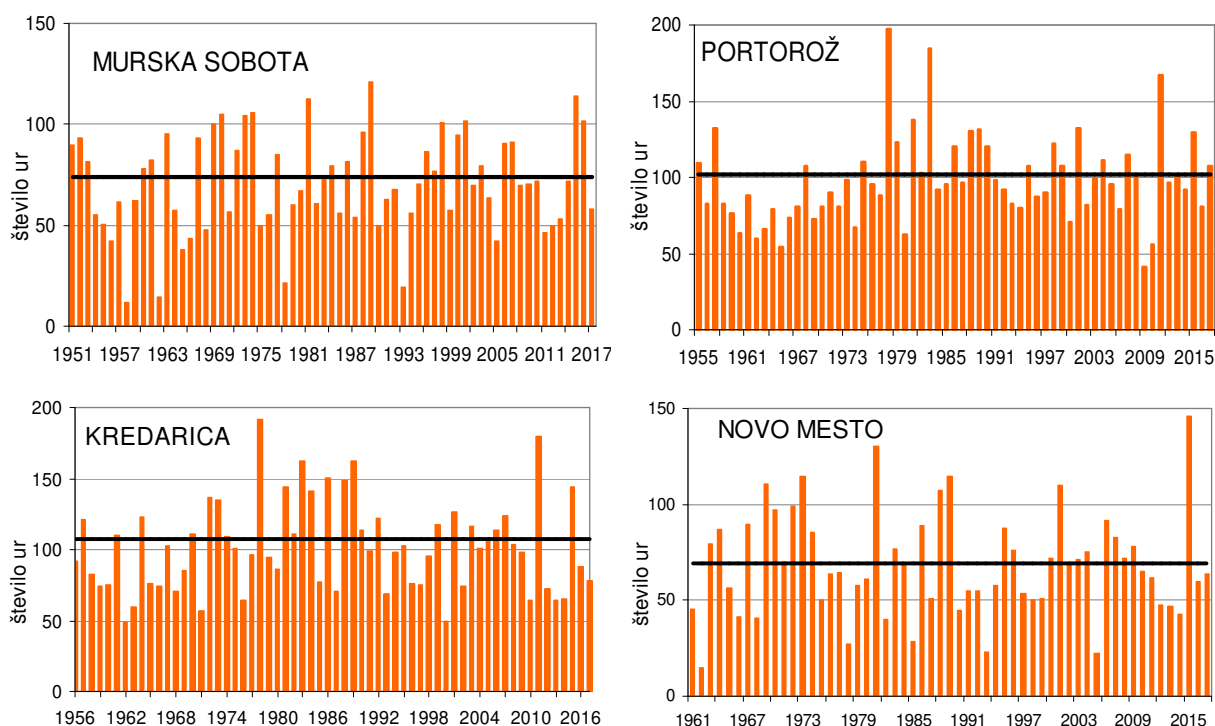 MURSKA SOBOTA
število ur
150
100
50
0
1951 1957 1963 1969 1975 1981 1987 1993 1999 2005 2011 2017
PORTOROŽ
število ur
200
150
100
50
0
1955 1961 1967 1973 1979 1985 1991 1997 2003 2009 2015
KREDARICA
število ur
200
150
100
50
0
1956 1962 1968 1974 1980 1986 1992 1998 2004 2010 2016
NOVO MESTO
število ur
150
100
50
0
1961 1967 1973 1979 1985 1991 1997 2003 2009 2015